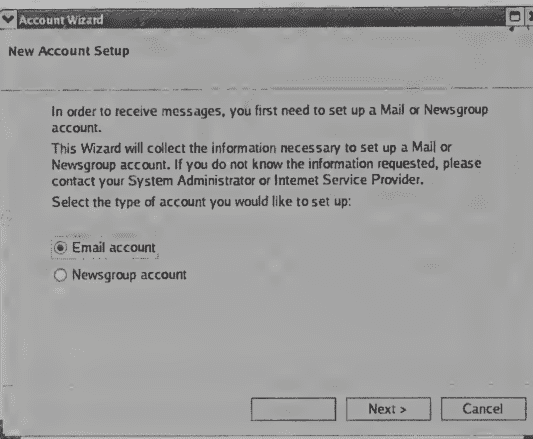 Account Wizard
New Account Setup
In order to receive messages, you first need to set up a Mail or Newsgroup
account.
This Wizard will collect the information necessary to set up a Mail or
Newsgroup account. If you do not know the information requested, please
contact your System Administrator or Internet Service Provider.
Select the type of account you would like to set up:
Email account
Newsgroup account
Next >
Cancel